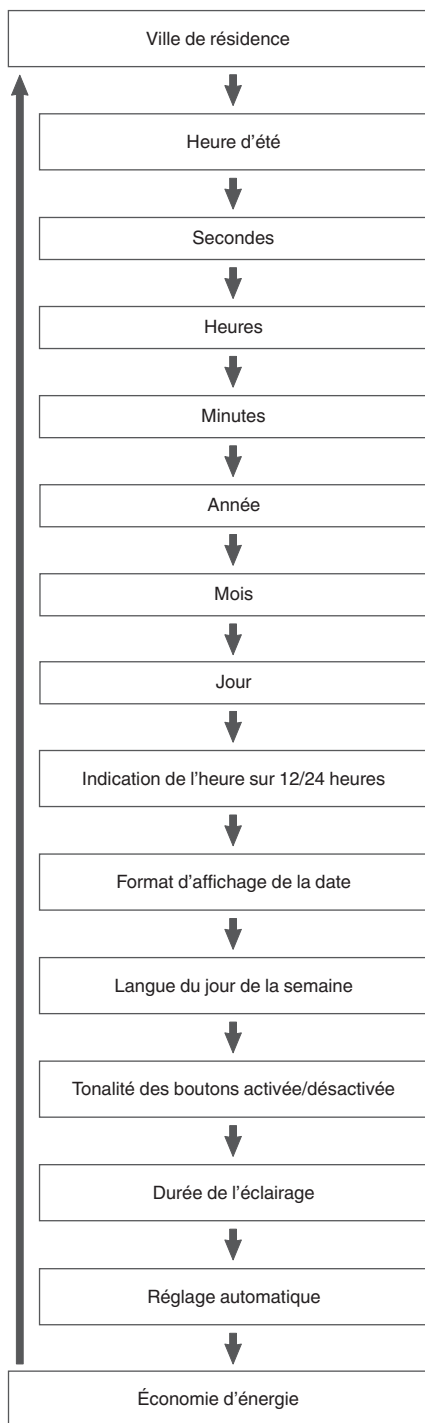 Ville de résidence
Heure d’été
Secondes
Heures
Minutes
Année
Mois
Jour
Indication de l’heure sur 12/24 heures
Format d’affichage de la date
Langue du jour de la semaine
Tonalité des boutons activée/désactivée
Durée de l’éclairage
Réglage automatique
Économie d’énergie